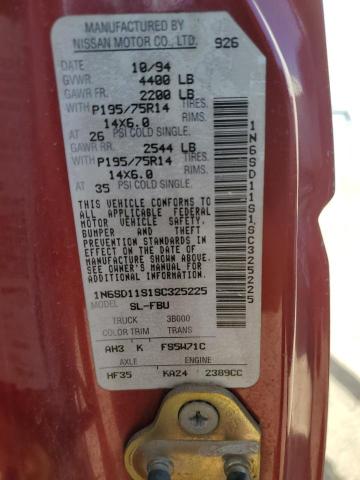 MFD BY
NISSAN MOTOR CO., LTD. 926
10/94
GVWR: 4400 LB
GAWR FR: 2200 LB
WITH P195/75R14 TIRES.
14X6.0 RIMS.
AT 26 PSI COLD SINGLE.
GAWR RR: 2544 LB
WITH P195/75R14 TIRES.
14X6.0 RIMS.
AT 35 PSI COLD SINGLE.
THIS VEHICLE CONFORMS TO
ALL APPLICABLE FEDERAL
MOTOR VEHICLE SAFETY,
BUMPER AND THEFT
PREVENTION STANDARDS
IN EFFECT ON THE DATE OF
MANUFACTURE SHOWN ABOVE.
SEE OWNER'S MANUAL FOR
ADDITIONAL INFORMATION.
1N6SD11S1SC325225
MODEL SL-FBU
TRUCK 3B000
COLOR TRIM TRANS
AH3 K FS5W71C
AXLE ENGINE
HF35 KA24 2389CC
1N6SD11S1SC325225